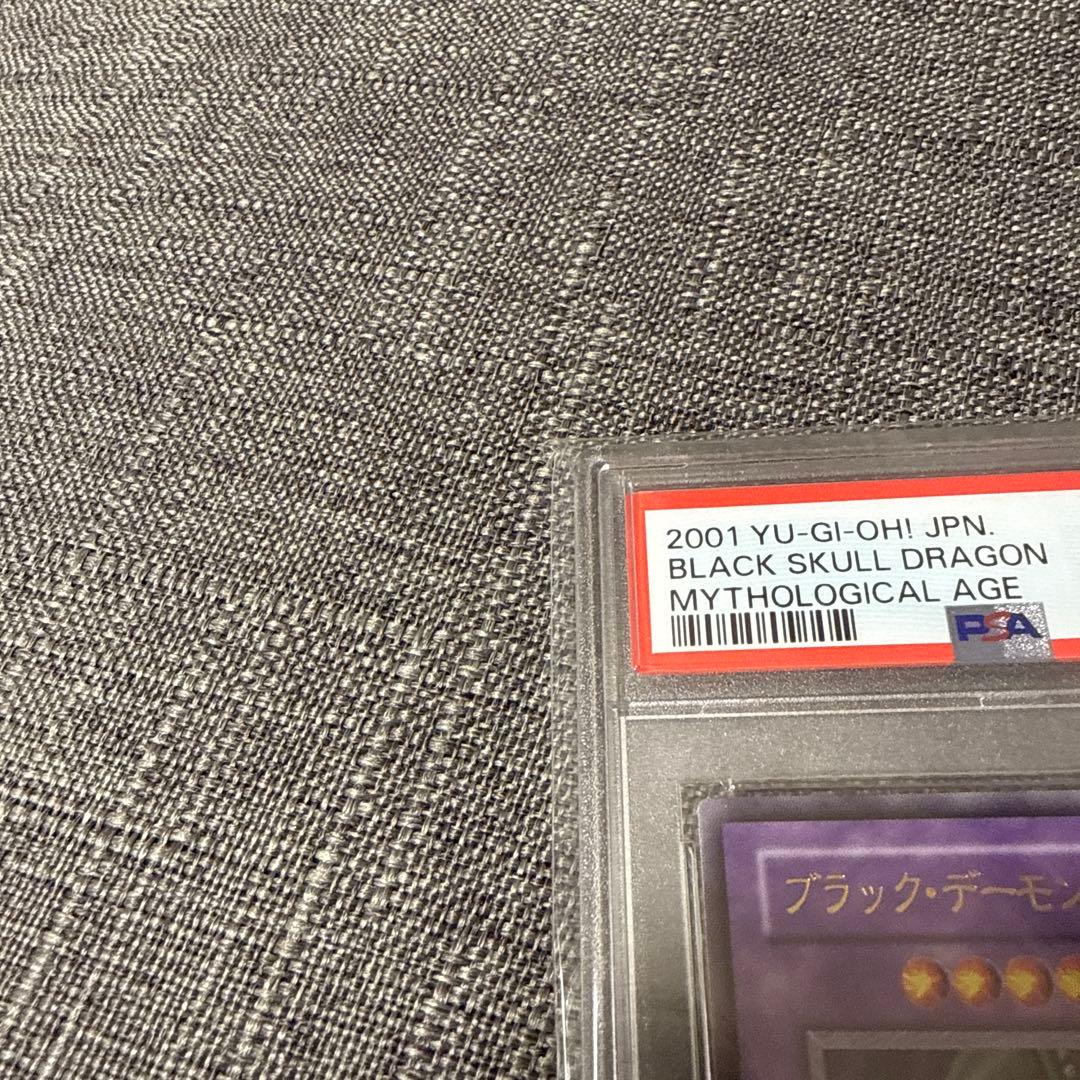 2001 YU-GI-OH! JPN.
BLACK SKULL DRAGON
MYTHOLOGICAL AGE
PSA
ブラック・デーモン